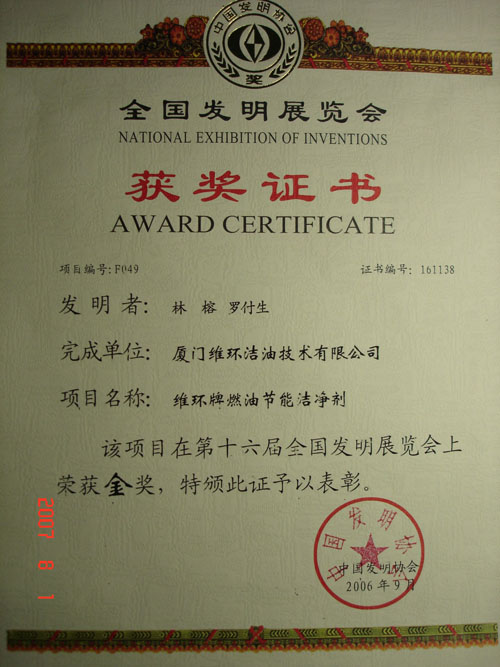 中国发明协会
奖
全国发明展览会
NATIONAL EXHIBITION OF INVENTIONS
获奖证书
AWARD CERTIFICATE
项目编号:F049 证书编号: 161138
发明者: 林 榕 罗付生
完成单位: 厦门维环洁油技术有限公司
项目名称: 维环牌燃油节能洁净剂
该项目在第十六届全国发明展览会上
荣获金奖,特颁此证予以表彰。
中国发明协会
中国发明协会
2006年9月
2007 8 1